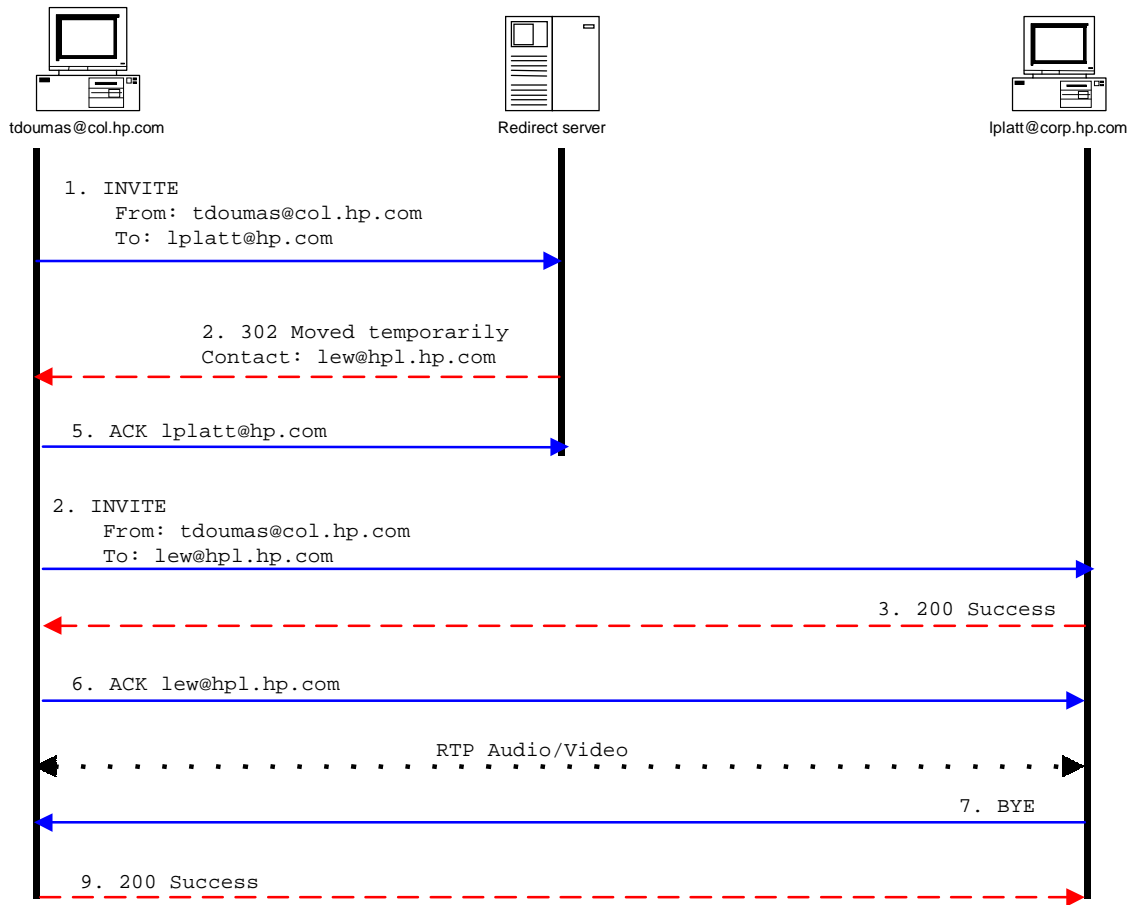 tdoumas@col.hp.com
Redirect server
lplatt@corp.hp.com
1. INVITE
From: tdoumas@col.hp.com
To: lplatt@hp.com
2. 302 Moved temporarily
Contact: lew@hpl.hp.com
5. ACK lplatt@hp.com
2. INVITE
From: tdoumas@col.hp.com
To: lew@hpl.hp.com
3. 200 Success
6. ACK lew@hpl.hp.com
RTP Audio/Video
7. BYE
9. 200 Success